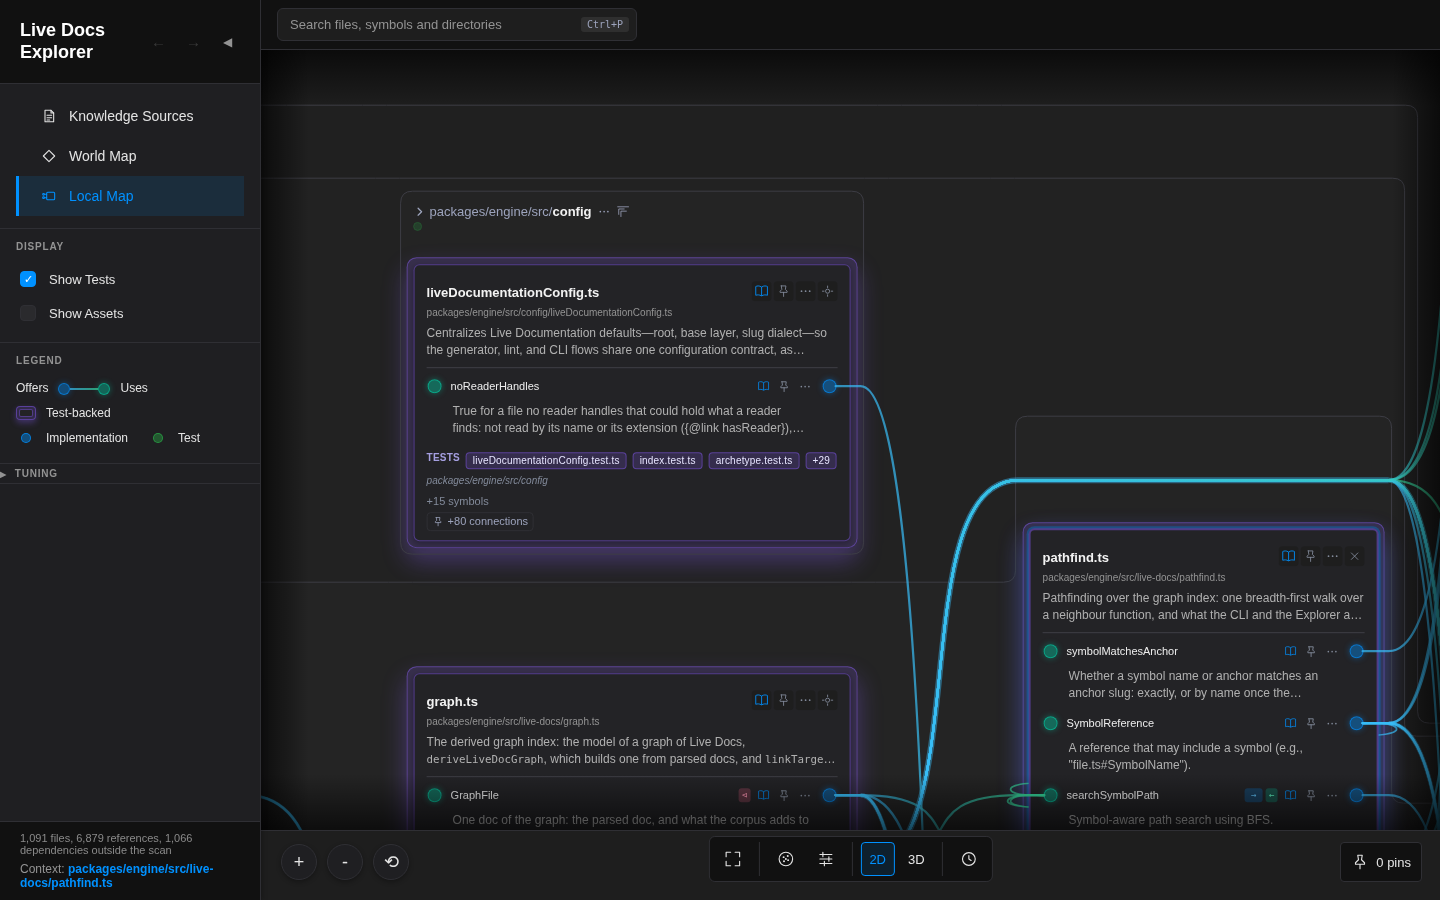 Live Docs
Explorer
Search files, symbols and directories
Ctrl+P
Knowledge Sources
World Map
Local Map
DISPLAY
Show Tests
Show Assets
LEGEND
Offers
Uses
Test-backed
Implementation
Test
TUNING
1,091 files, 6,879 references, 1,066
dependencies outside the scan
Context: packages/engine/src/live-
docs/pathfind.ts
packages/engine/src/config
liveDocumentationConfig.ts
packages/engine/src/config/liveDocumentationConfig.ts
Centralizes Live Documentation defaults—root, base layer, slug dialect—so
the generator, lint, and CLI flows share one configuration contract, as…
noReaderHandles
True for a file no reader handles that could hold what a reader
finds: not read by its name or its extension ({@link hasReader}),…
TESTS liveDocumentationConfig.test.ts index.test.ts archetype.test.ts +29
packages/engine/src/config
+15 symbols
+80 connections
graph.ts
packages/engine/src/live-docs/graph.ts
The derived graph index: the model of a graph of Live Docs,
deriveLiveDocGraph, which builds one from parsed docs, and linkTarge…
GraphFile
One doc of the graph: the parsed doc, and what the corpus adds to
pathfind.ts
packages/engine/src/live-docs/pathfind.ts
Pathfinding over the graph index: one breadth-first walk over
a neighbour function, and what the CLI and the Explorer a…
symbolMatchesAnchor
Whether a symbol name or anchor matches an
anchor slug: exactly, or by name once the…
SymbolReference
A reference that may include a symbol (e.g.,
"file.ts#SymbolName").
searchSymbolPath
Symbol-aware path search using BFS.
+
-
2D
3D
0 pins